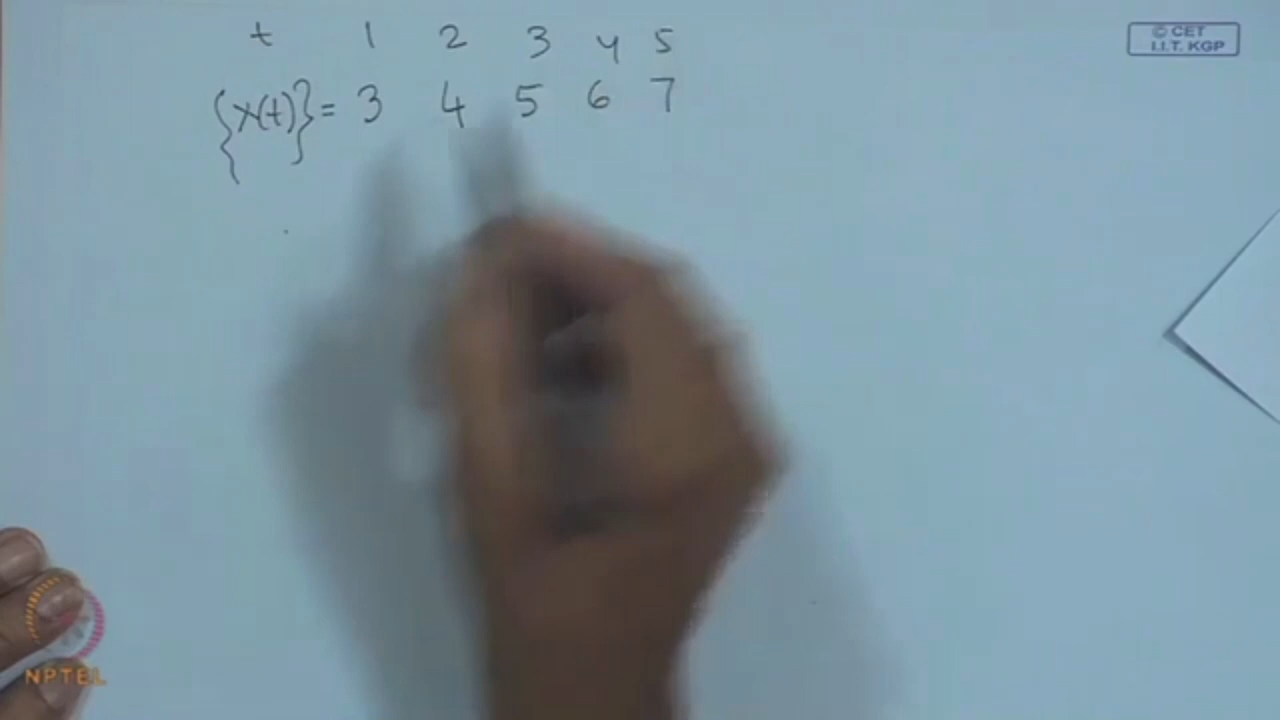 t 1 2 3 4 5
{X(t)} = 3 4 5 6 7
© CET
I.I.T. KGP
NPTEL